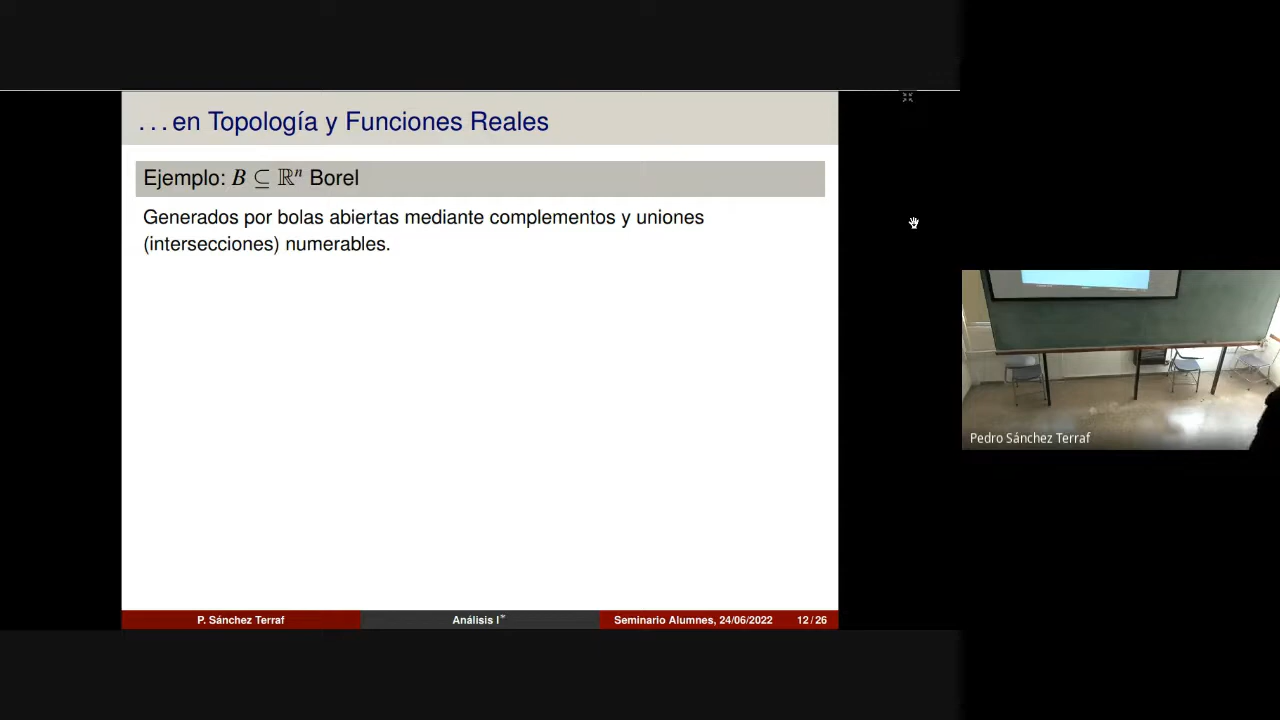 ...en Topología y Funciones Reales
Ejemplo: B ⊆ ℝⁿ Borel
Generados por bolas abiertas mediante complementos y uniones
(intersecciones) numerables.
Pedro Sánchez Terraf
P. Sánchez Terraf
Análisis I*
Seminario Alumnes, 24/06/2022
12 / 26